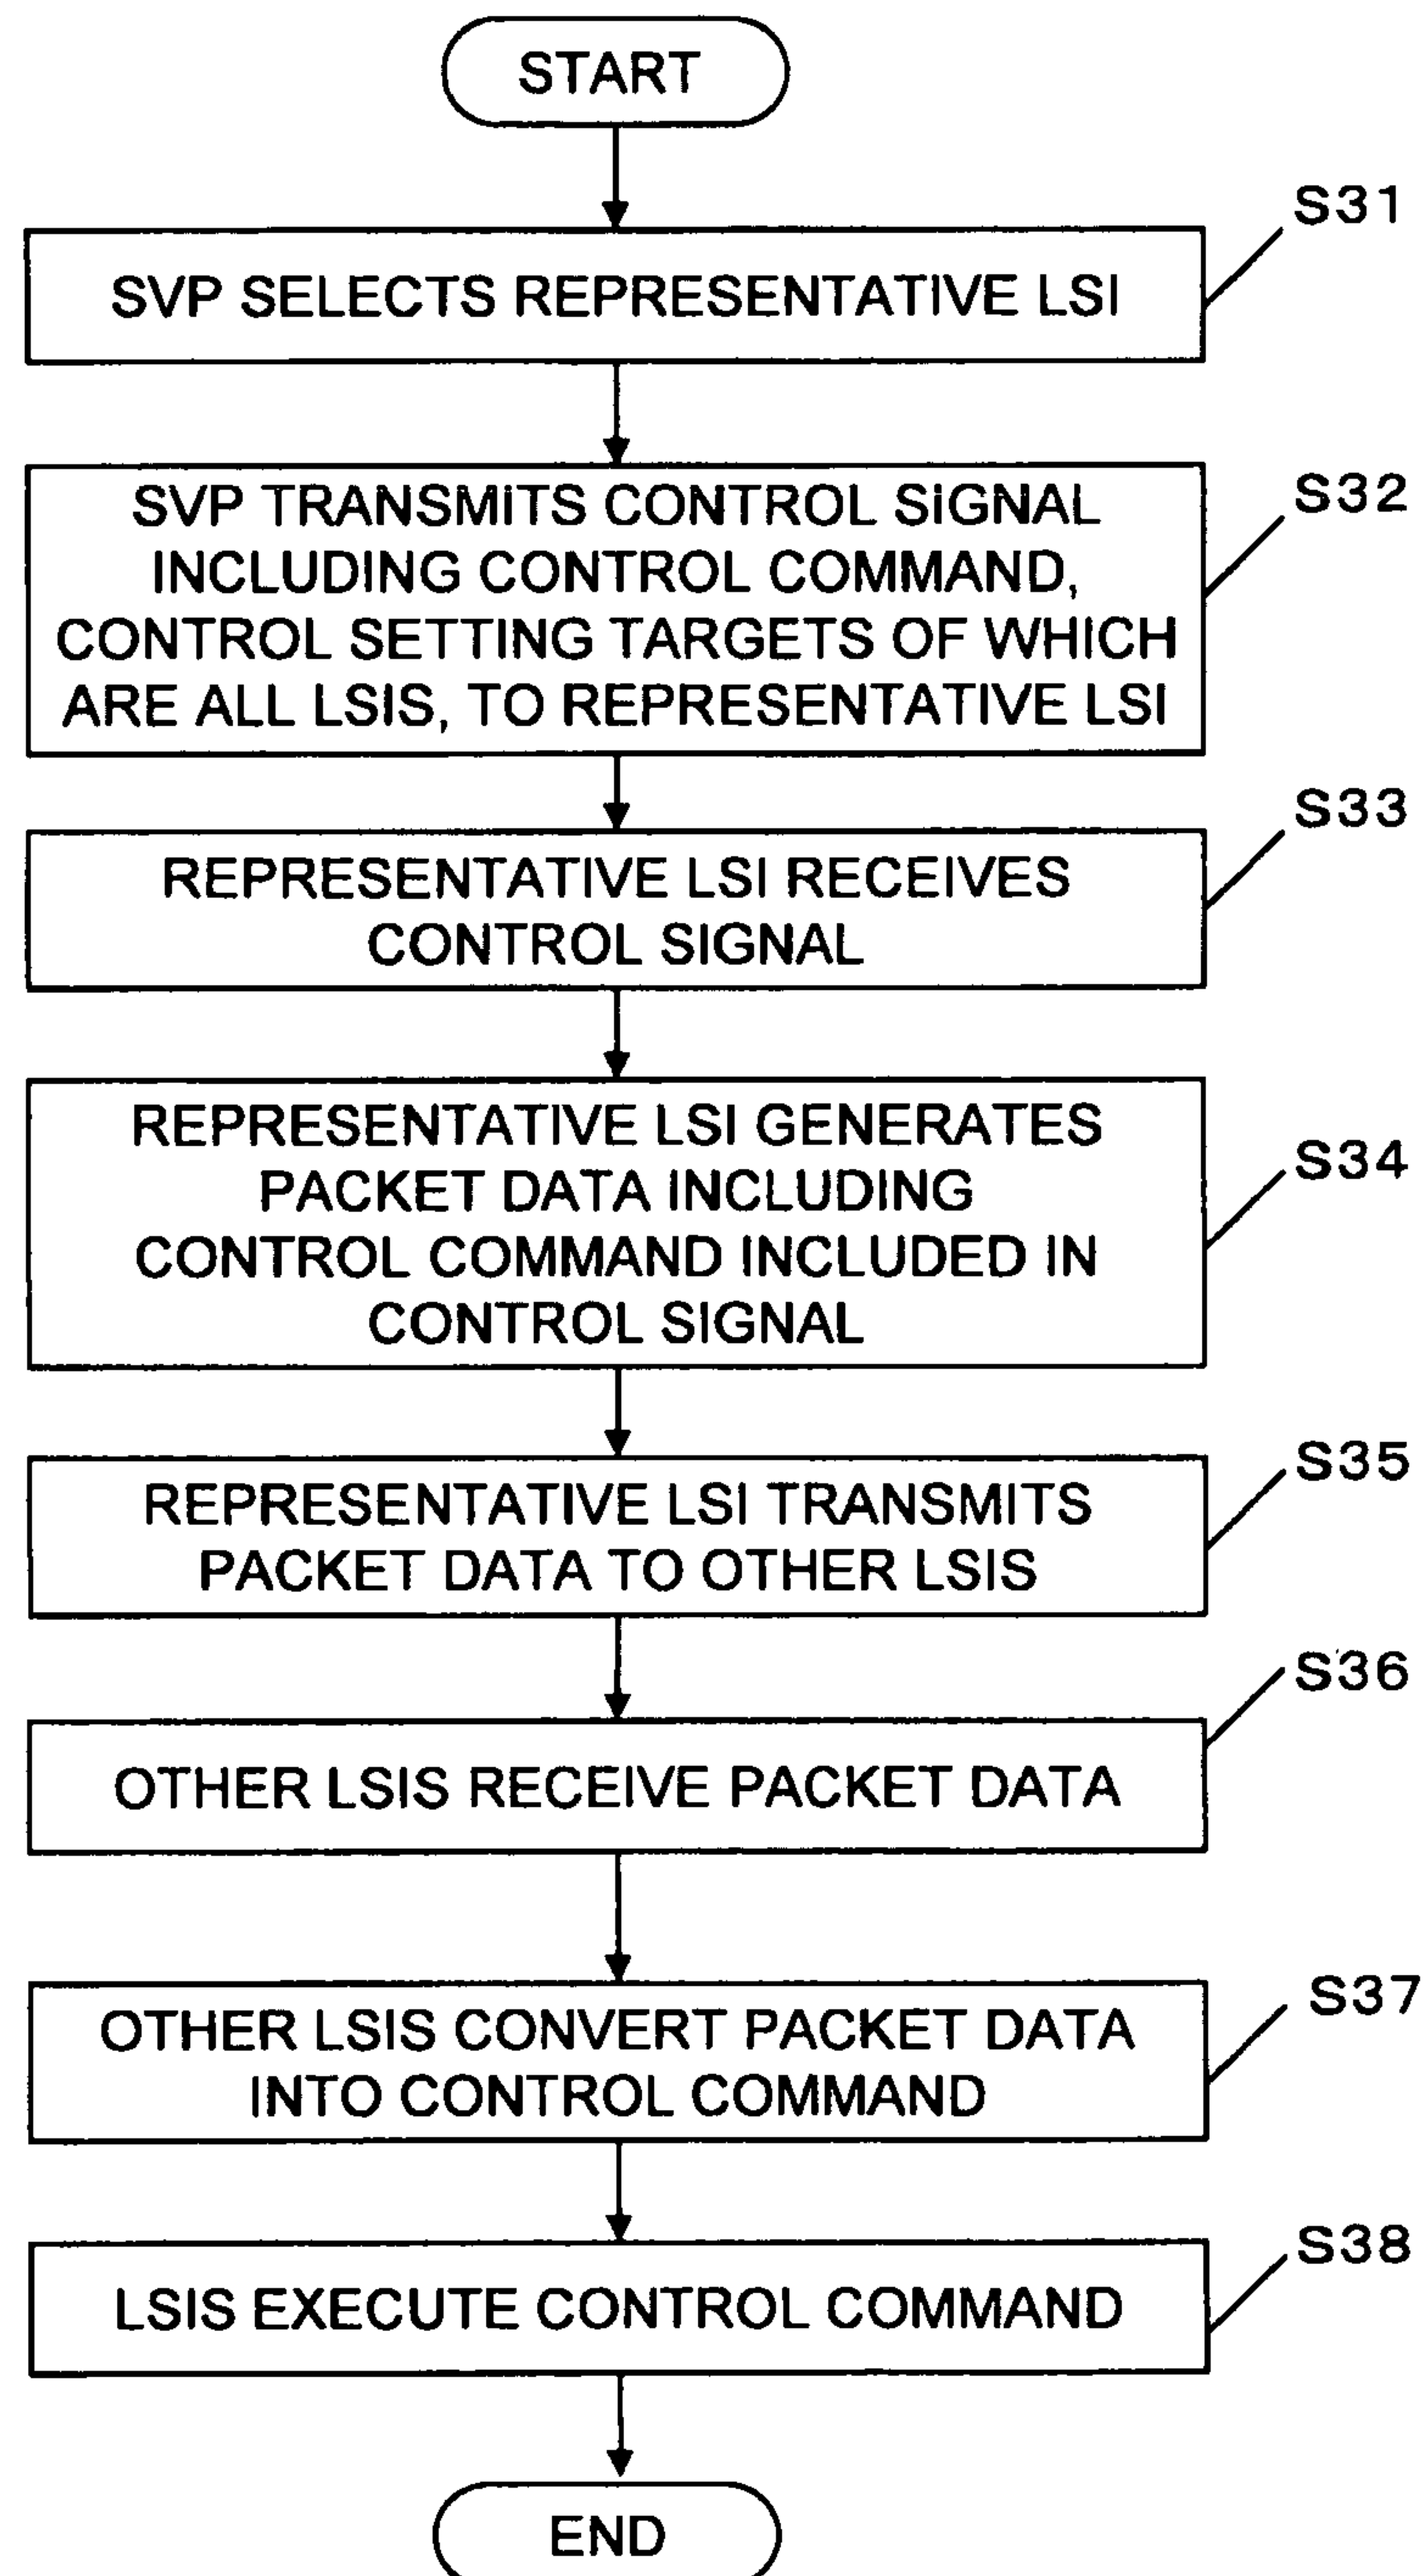 START
S31
SVP SELECTS REPRESENTATIVE LSI
S32
SVP TRANSMITS CONTROL SIGNAL
INCLUDING CONTROL COMMAND,
CONTROL SETTING TARGETS OF WHICH
ARE ALL LSIS, TO REPRESENTATIVE LSI
S33
REPRESENTATIVE LSI RECEIVES
CONTROL SIGNAL
S34
REPRESENTATIVE LSI GENERATES
PACKET DATA INCLUDING
CONTROL COMMAND INCLUDED IN
CONTROL SIGNAL
S35
REPRESENTATIVE LSI TRANSMITS
PACKET DATA TO OTHER LSIS
S36
OTHER LSIS RECEIVE PACKET DATA
S37
OTHER LSIS CONVERT PACKET DATA
INTO CONTROL COMMAND
S38
LSIS EXECUTE CONTROL COMMAND
END